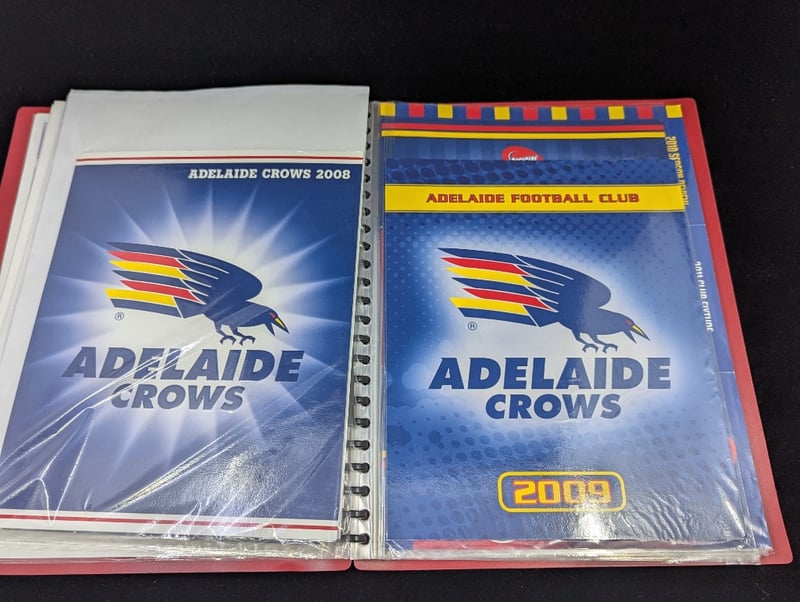 ADELAIDE CROWS 2008
®
ADELAIDE
CROWS
ADELAIDE FOOTBALL CLUB
®
ADELAIDE
CROWS
2009